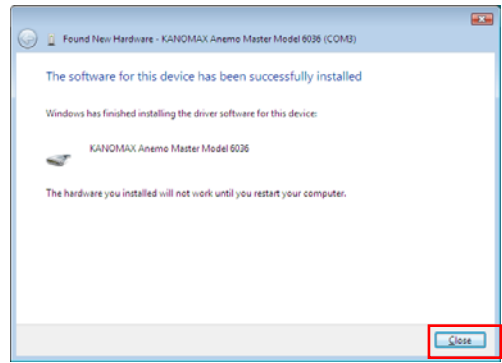 Found New Hardware - KANOMAX Anemo Master Model 6036 (COM3)
The software for this device has been successfully installed
Windows has finished installing the driver software for this device:
KANOMAX Anemo Master Model 6036
The hardware you installed will not work until you restart your computer.
Close